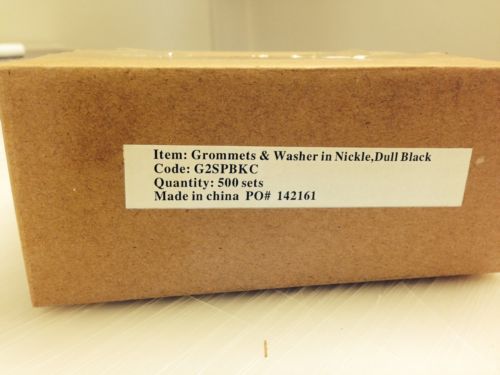 Item: Grommets & Washer in Nickle,Dull Black
Code: G2SPBKC
Quantity: 500 sets
Made in china PO# 142161